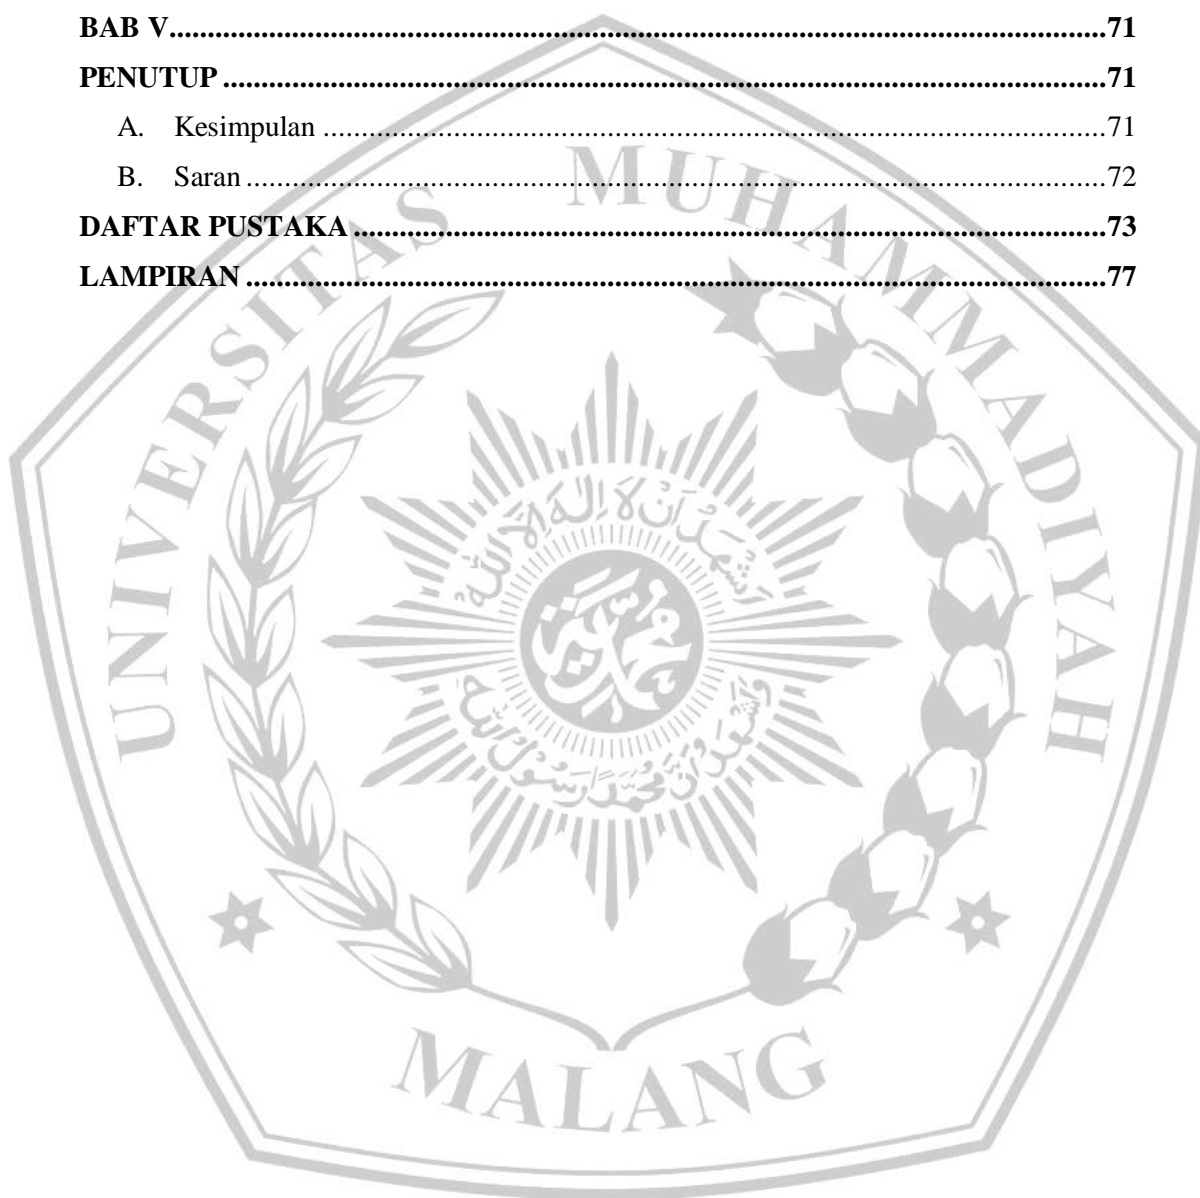 BAB V.......................................................................................................................71
PENUTUP ................................................................................................................71
A. Kesimpulan ......................................................................................................71
B. Saran ................................................................................................................72
DAFTAR PUSTAKA ...............................................................................................73
LAMPIRAN .............................................................................................................77
UNIVERSITAS MUHAMMADIYAH
MALANG